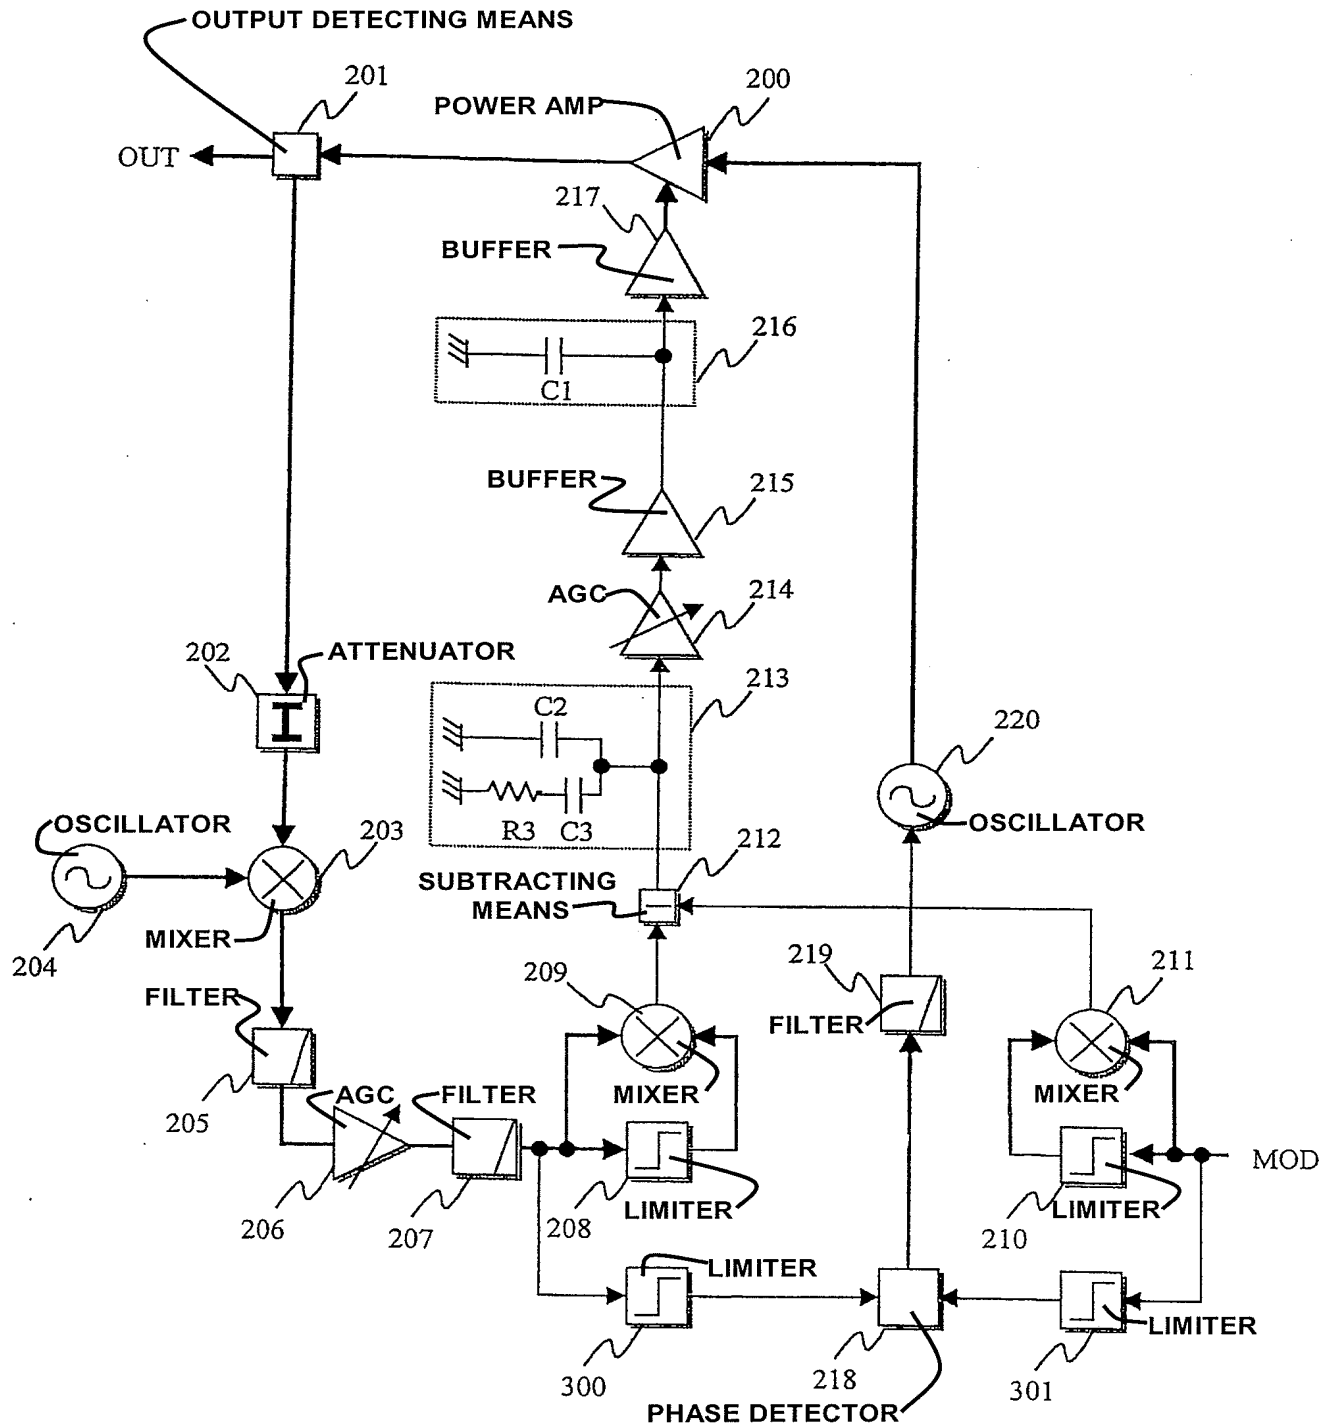 OUTPUT DETECTING MEANS
201
POWER AMP
200
OUT
217
BUFFER
216
C1
BUFFER
215
AGC
214
202
ATTENUATOR
213
C2
R3
C3
220
OSCILLATOR
OSCILLATOR
203
212
SUBTRACTING
MEANS
MIXER
204
209
219
211
FILTER
FILTER
205
AGC
FILTER
MIXER
MIXER
MOD
206
207
208
LIMITER
210
LIMITER
LIMITER
LIMITER
300
218
301
PHASE DETECTOR